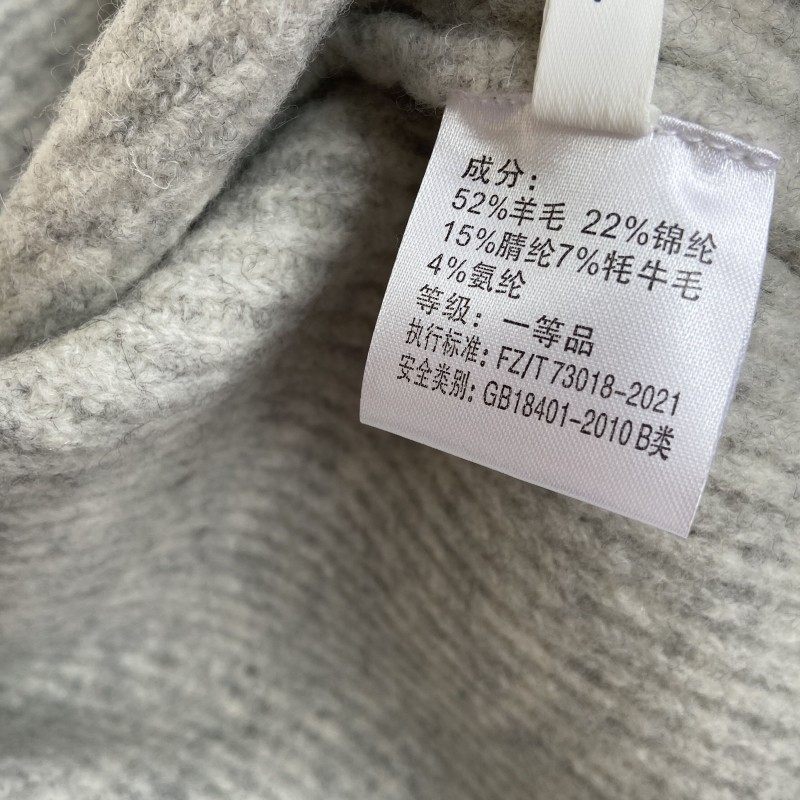 成分：
52%羊毛 22%锦纶
15%腈纶7%牦牛毛
4%氨纶
等级：一等品
执行标准：FZ/T 73018-2021
安全类别：GB18401-2010 B类